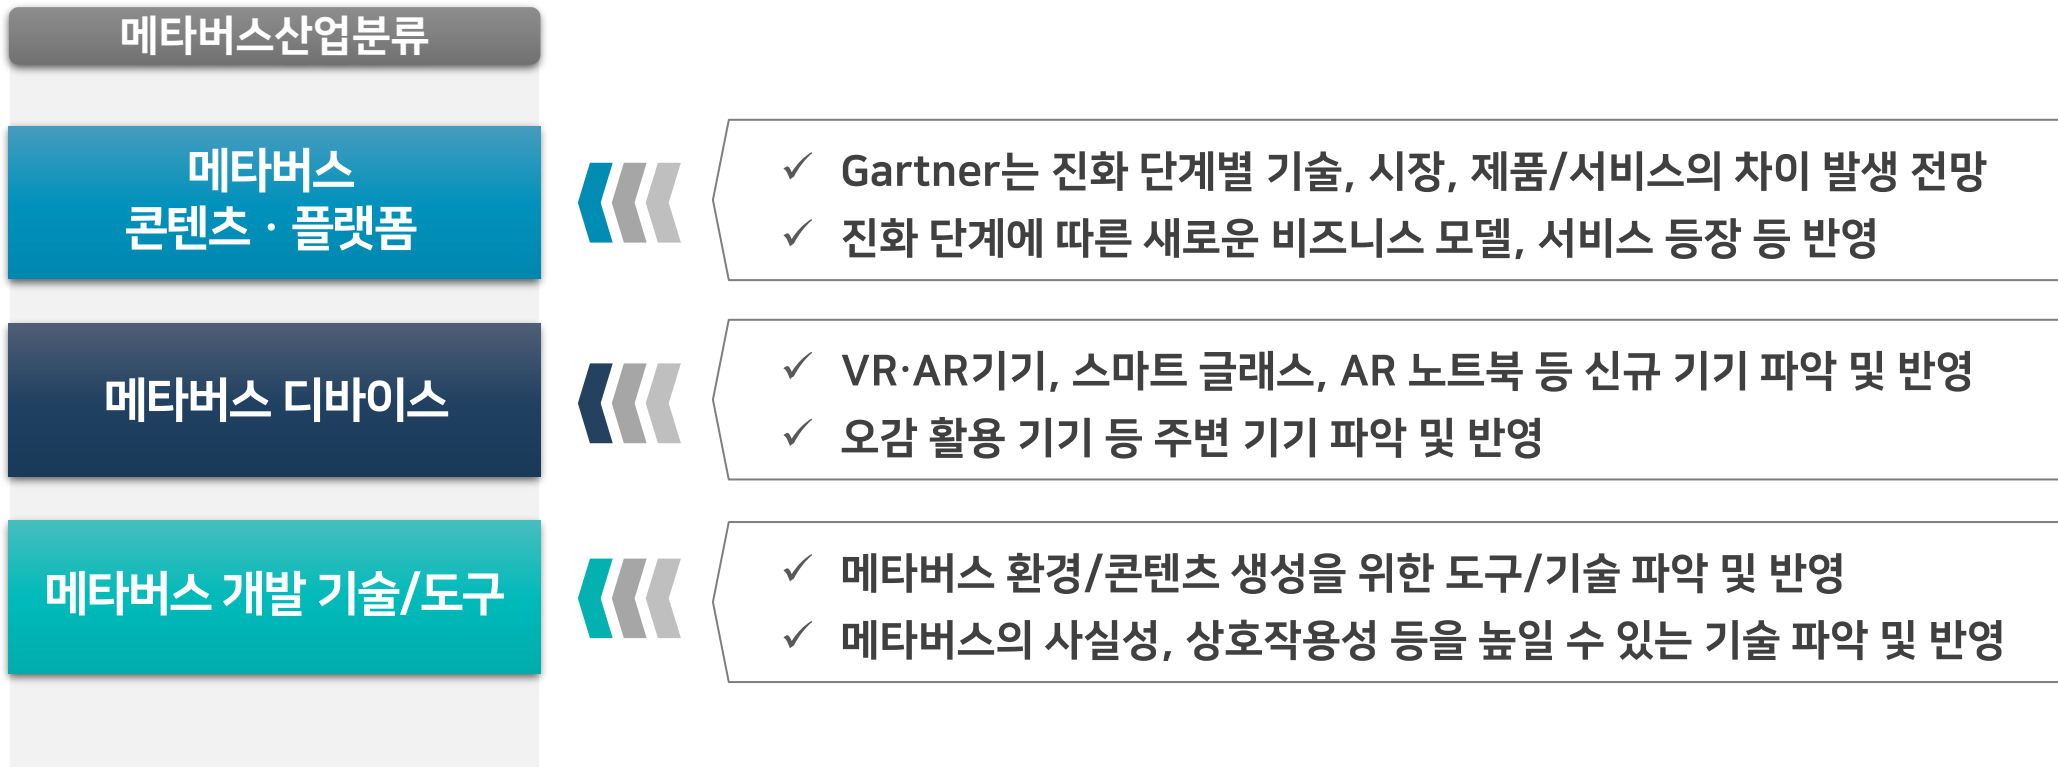 메타버스산업분류
메타버스
콘텐츠 · 플랫폼
✓ Gartner는 진화 단계별 기술, 시장, 제품/서비스의 차이 발생 전망
✓ 진화 단계에 따른 새로운 비즈니스 모델, 서비스 등장 등 반영
메타버스 디바이스
✓ VR·AR기기, 스마트 글래스, AR 노트북 등 신규 기기 파악 및 반영
✓ 오감 활용 기기 등 주변 기기 파악 및 반영
메타버스 개발 기술/도구
✓ 메타버스 환경/콘텐츠 생성을 위한 도구/기술 파악 및 반영
✓ 메타버스의 사실성, 상호작용성 등을 높일 수 있는 기술 파악 및 반영